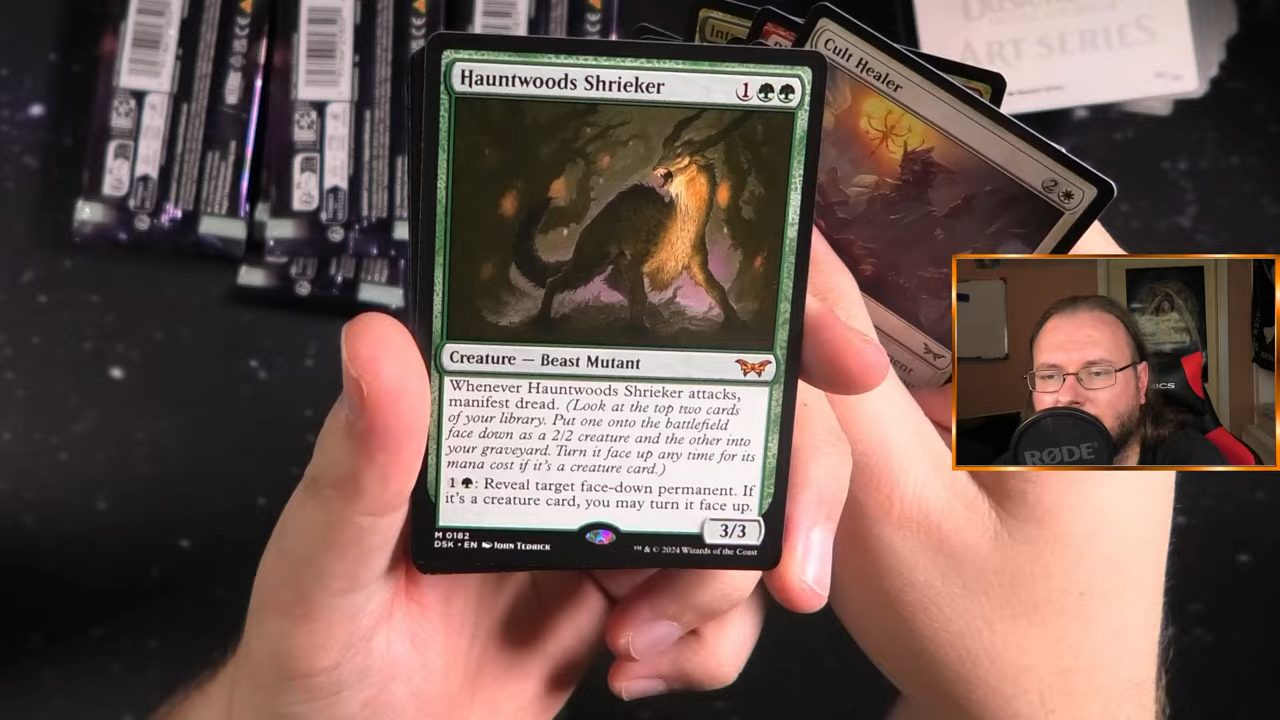 Hauntwoods Shrieker 1
Creature — Beast Mutant
Whenever Hauntwoods Shrieker attacks,
manifest dread. (Look at the top two cards
of your library. Put one onto the battlefield
face down as a 2/2 creature and the other into
your graveyard. Turn it face up any time for its
mana cost if it's a creature card.)
1 : Reveal target face-down permanent. If
it's a creature card, you may turn it face up.
3/3
M 0182
DSK • EN John Tedrick
™ & © 2024 Wizards of the Coast
Cult Healer
2
ART SERIES
RØDE